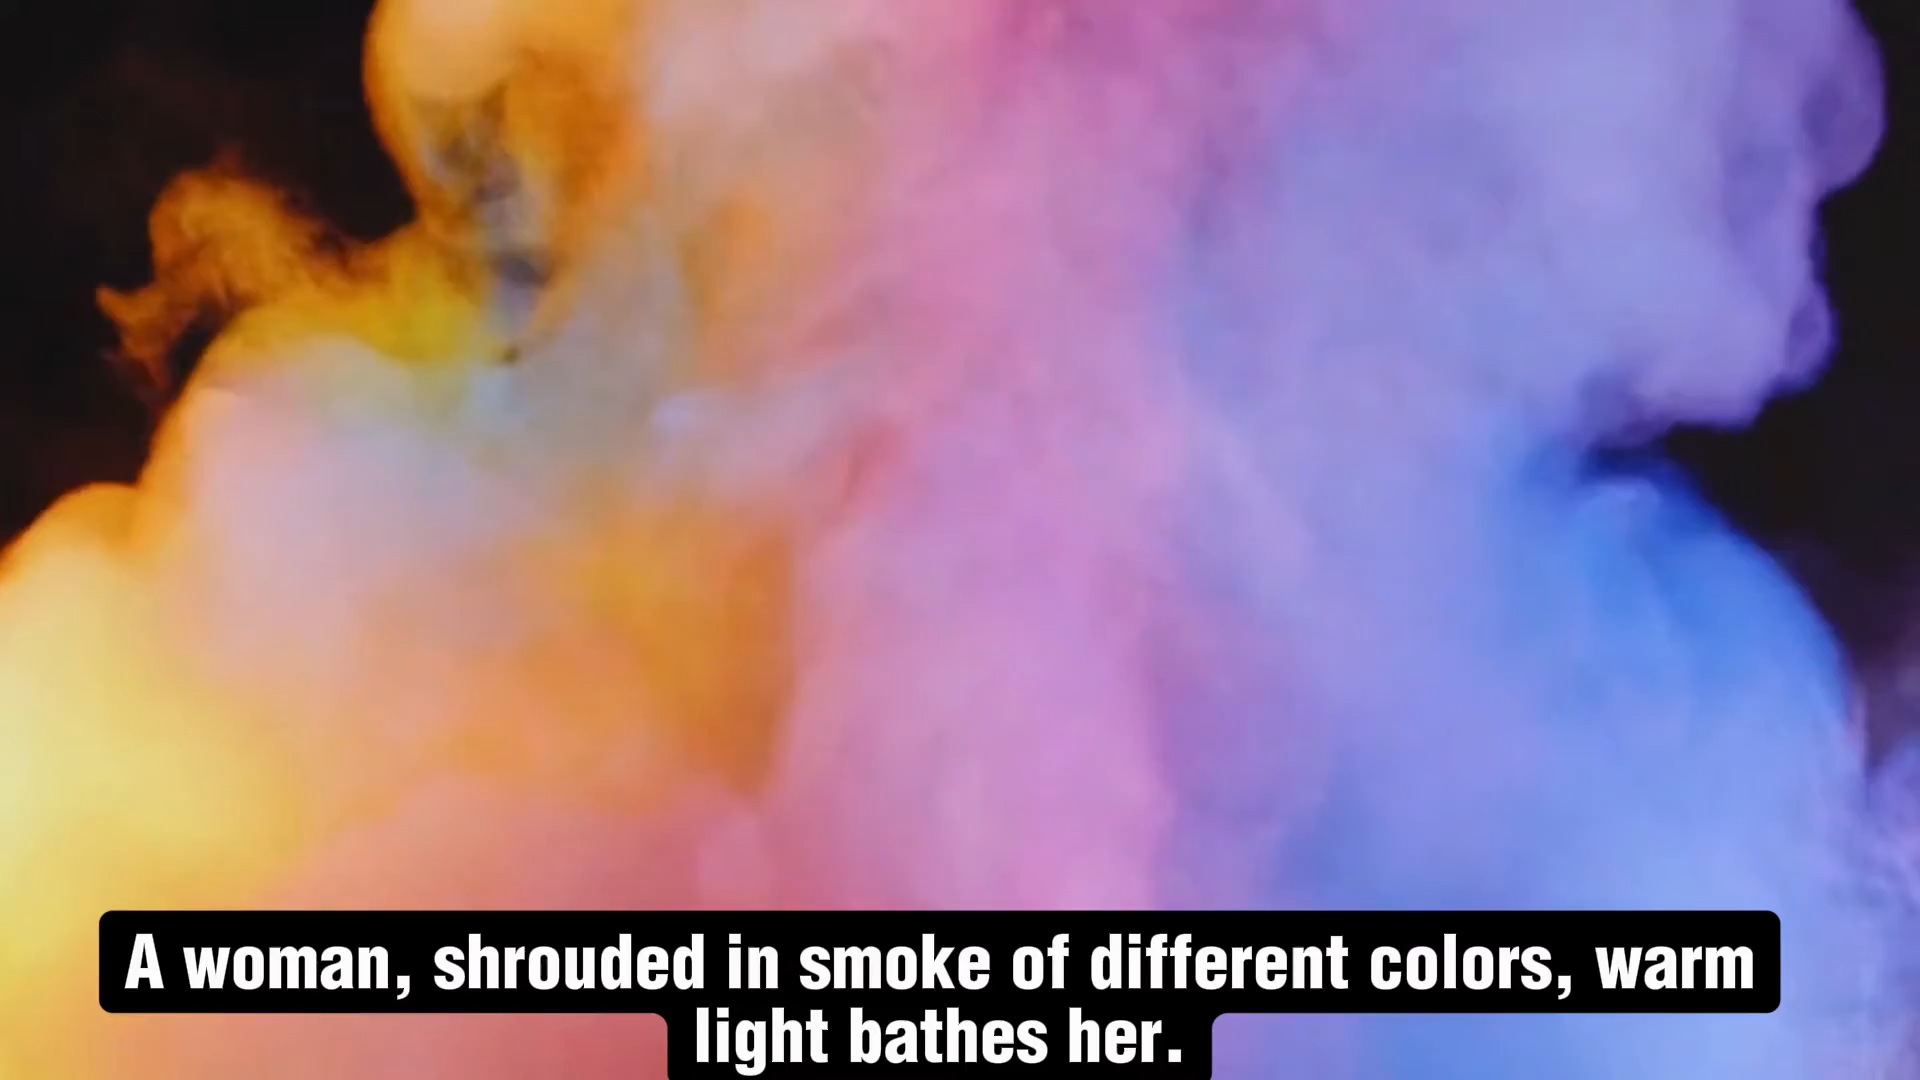 A woman, shrouded in smoke of different colors, warm
light bathes her.